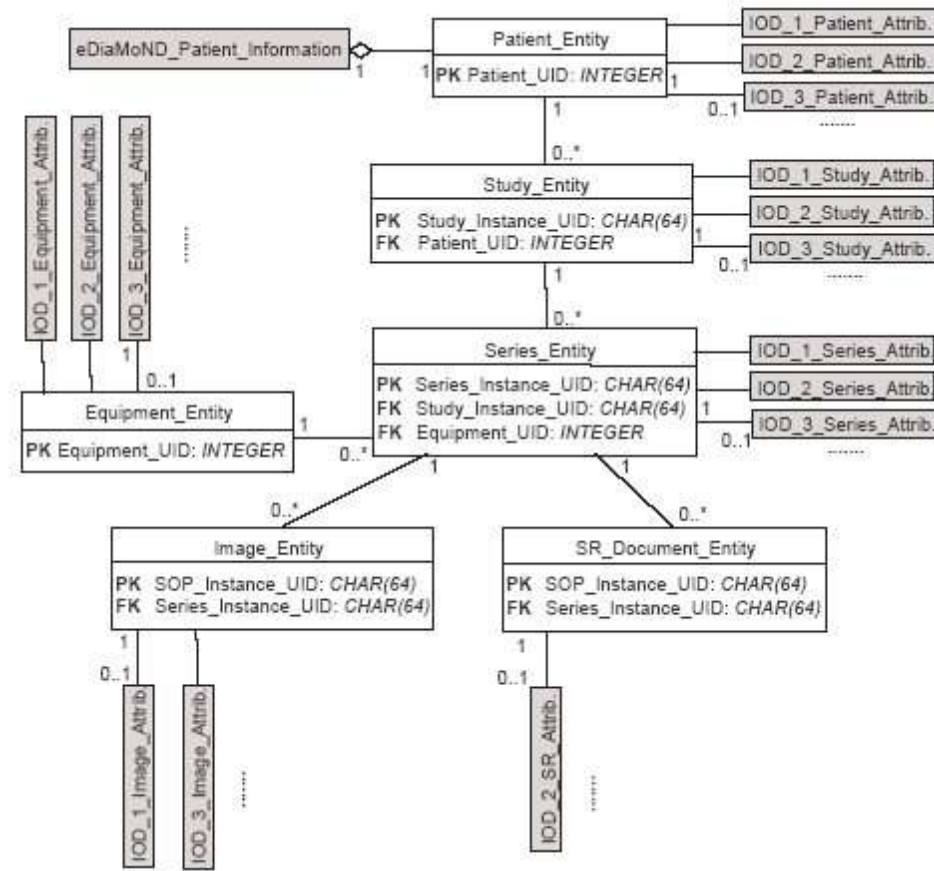 eDiaMoND_Patient_Information
1
1
Patient_Entity
PK Patient_UID: INTEGER
IOD_1_Patient_Attrib.
IOD_2_Patient_Attrib.
1
0..1
IOD_3_Patient_Attrib.
........
1
0..*
Study_Entity
PK Study_Instance_UID: CHAR(64)
FK Patient_UID: INTEGER
IOD_1_Study_Attrib.
IOD_2_Study_Attrib.
1
0..1
IOD_3_Study_Attrib.
........
1
0..*
IOD_1_Equipment_Attrib.
IOD_2_Equipment_Attrib.
IOD_3_Equipment_Attrib.
........
1
0..1
Equipment_Entity
PK Equipment_UID: INTEGER
1
0..*
Series_Entity
PK Series_Instance_UID: CHAR(64)
FK Study_Instance_UID: CHAR(64)
FK Equipment_UID: INTEGER
IOD_1_Series_Attrib.
IOD_2_Series_Attrib.
1
0..1
IOD_3_Series_Attrib.
........
1
1
0..*
0..*
Image_Entity
PK SOP_Instance_UID: CHAR(64)
FK Series_Instance_UID: CHAR(64)
1
0..1
IOD_1_Image_Attrib.
IOD_3_Image_Attrib.
........
SR_Document_Entity
PK SOP_Instance_UID: CHAR(64)
FK Series_Instance_UID: CHAR(64)
1
0..1
IOD_2_SR_Attrib.
........